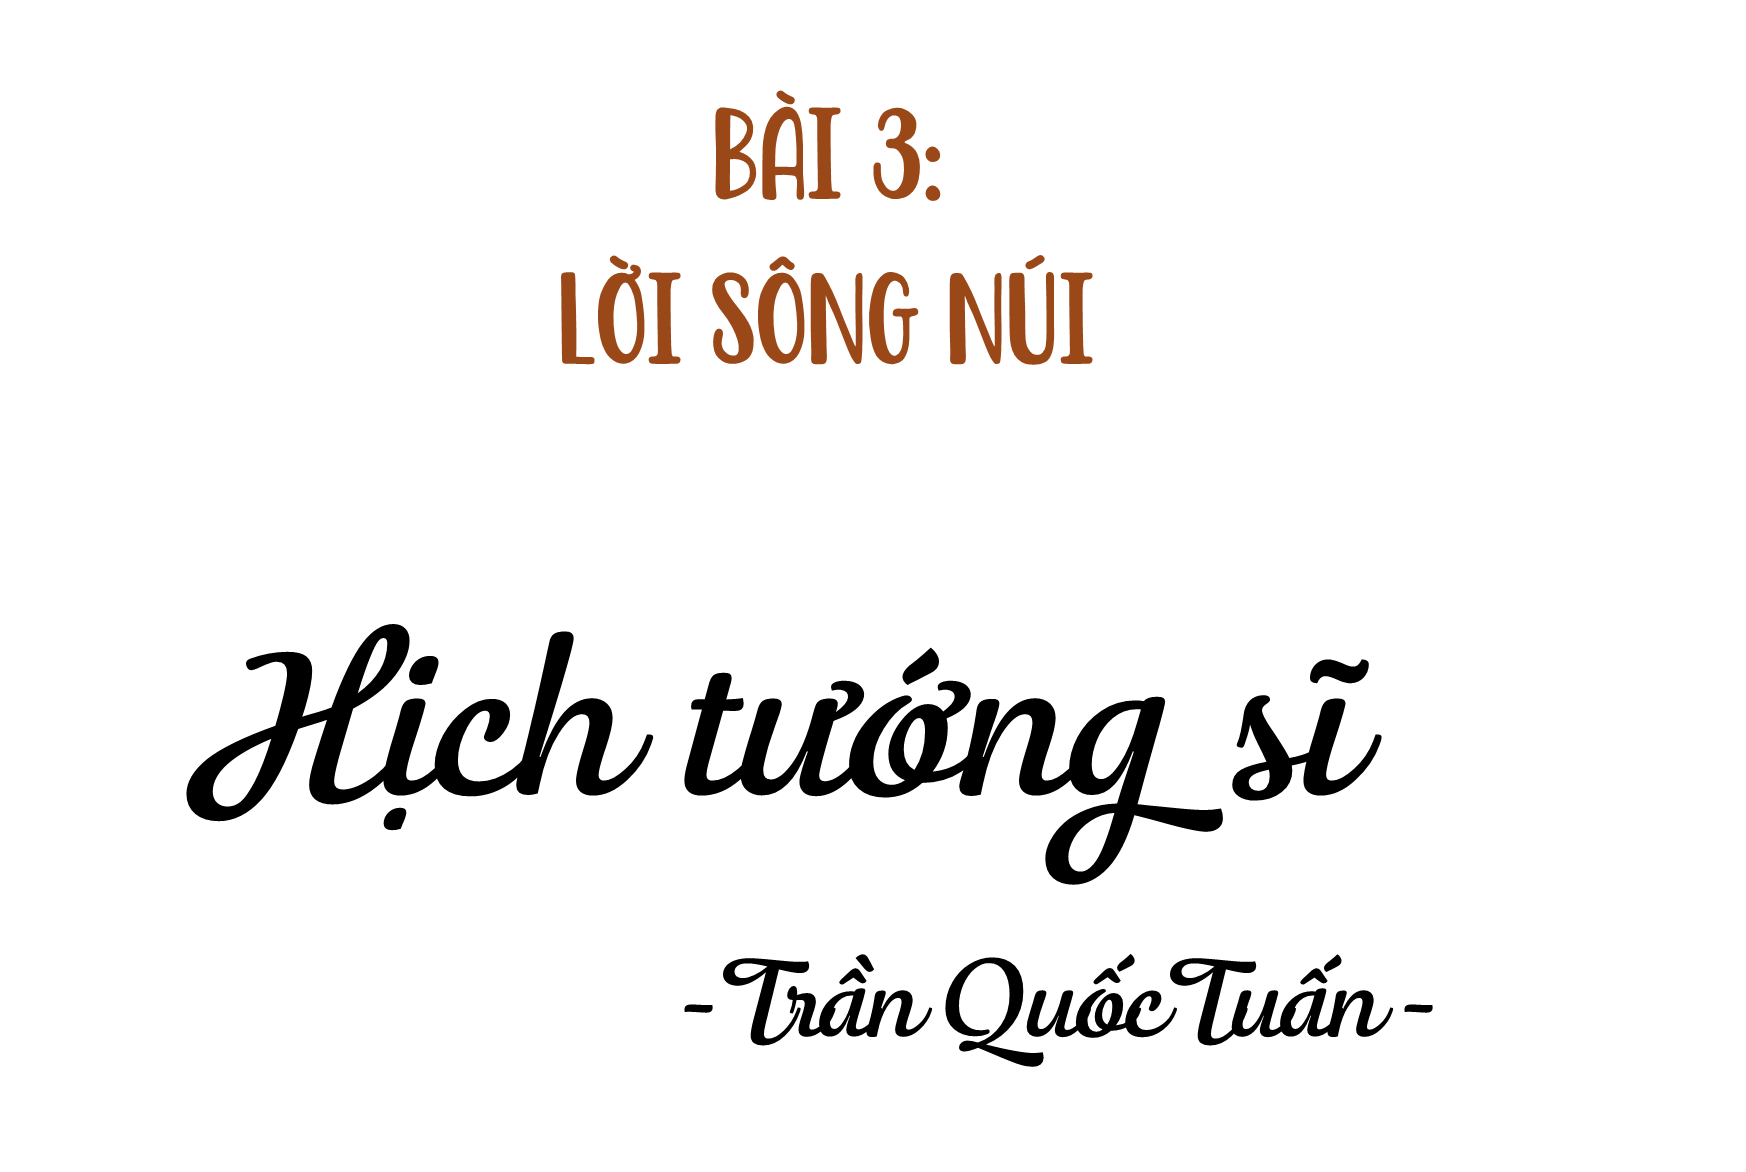 BÀI 3:
LỜI SÔNG NÚI
Hịch tướng sĩ
- Trần Quốc Tuấn -